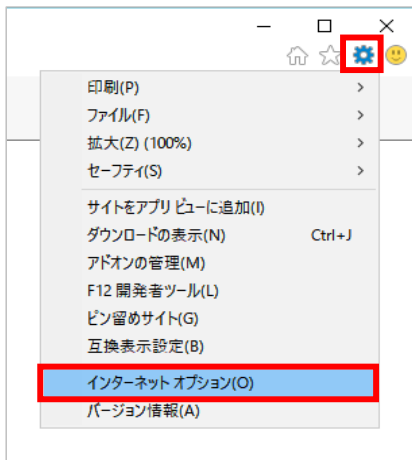 印刷(P)
ファイル(F)
拡大(Z) (100%)
セーフティ(S)
サイトをアプリ ビューに追加(I)
ダウンロードの表示(N) Ctrl+J
アドオンの管理(M)
F12 開発者ツール(L)
ピン留めサイト(G)
互換表示設定(B)
インターネット オプション(O)
バージョン情報(A)